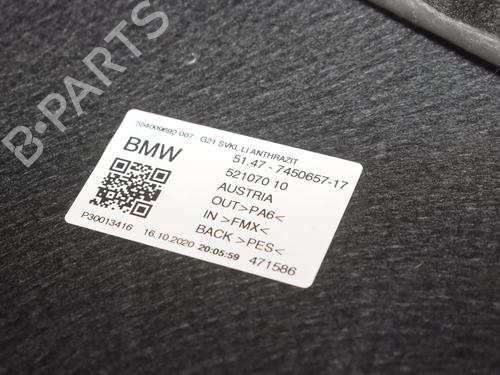 B-PARTS
554009692-007 G21 SVKL LI ANTHRAZIT
BMW
51.47 - 7450657-17
521070 10
AUSTRIA
OUT >PA6<
IN >FMX<
BACK >PES<
P30013416 16.10.2020 20:05:59 471586